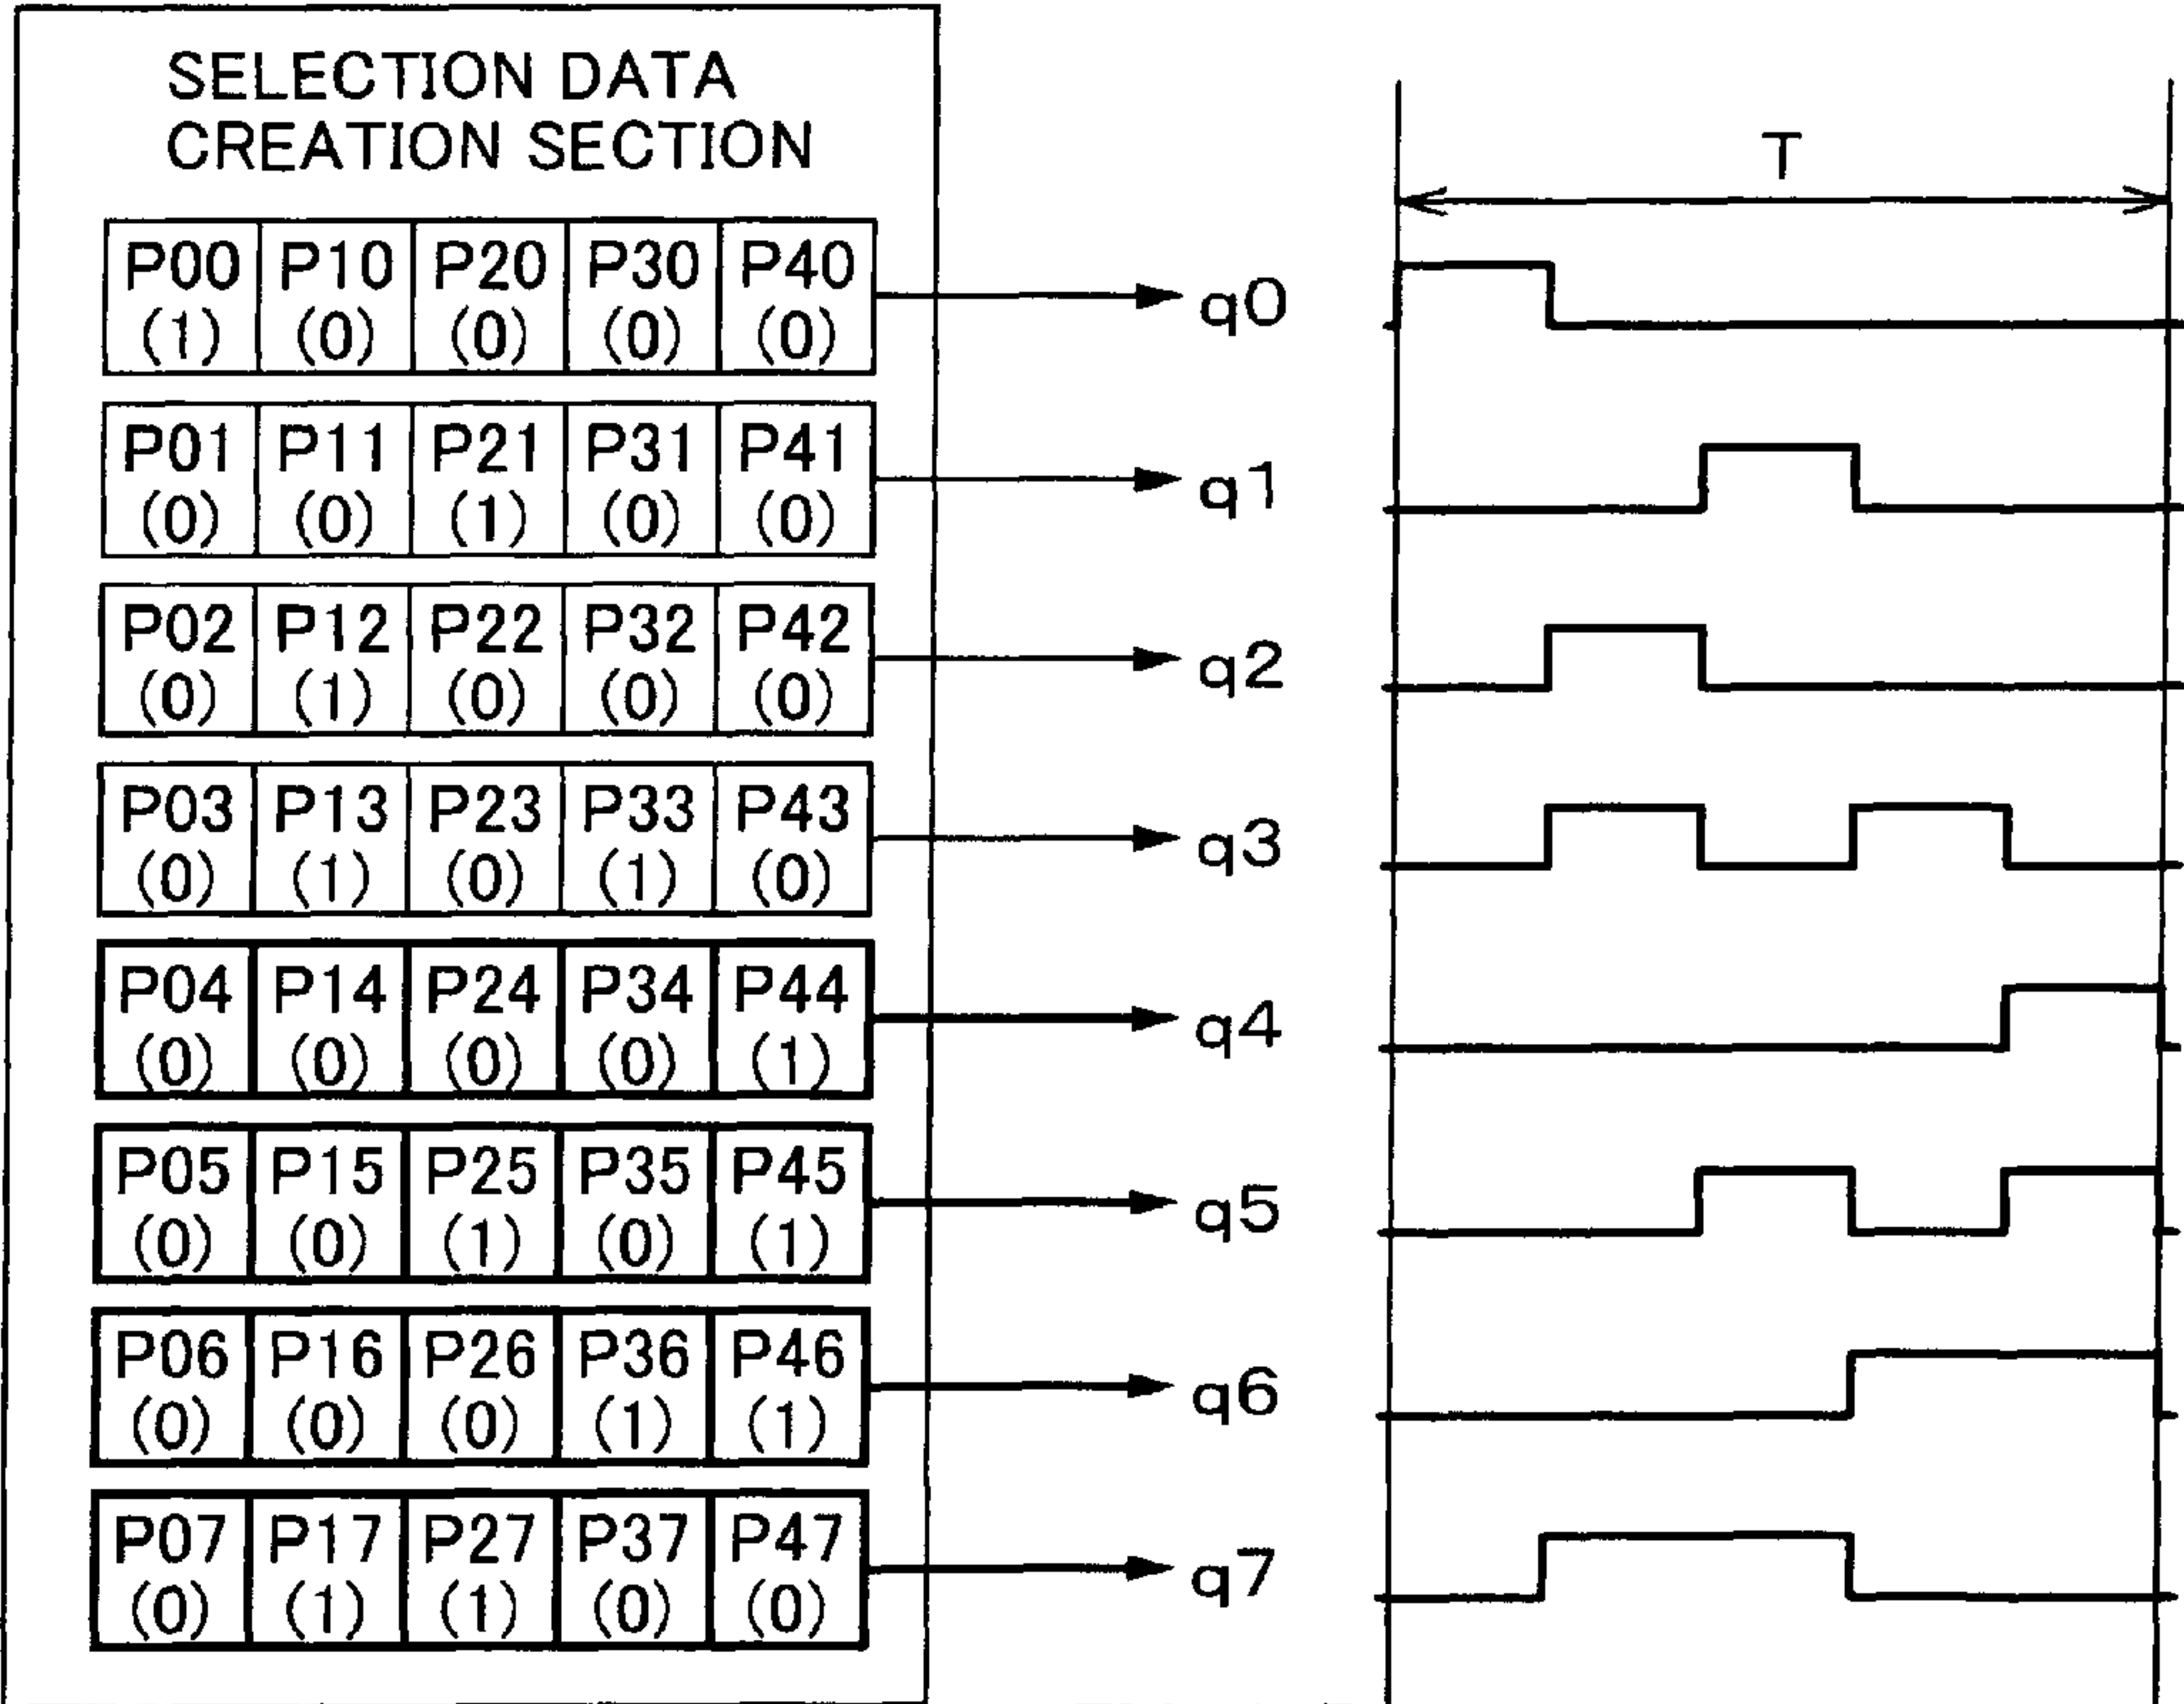 SELECTION DATA
CREATION SECTION
T
P00 P10 P20 P30 P40
(1) (0) (0) (0) (0)
q0
P01 P11 P21 P31 P41
(0) (0) (1) (0) (0)
q1
P02 P12 P22 P32 P42
(0) (1) (0) (0) (0)
q2
P03 P13 P23 P33 P43
(0) (1) (0) (1) (0)
q3
P04 P14 P24 P34 P44
(0) (0) (0) (0) (1)
q4
P05 P15 P25 P35 P45
(0) (0) (1) (0) (1)
q5
P06 P16 P26 P36 P46
(0) (0) (0) (1) (1)
q6
P07 P17 P27 P37 P47
(0) (1) (1) (0) (0)
q7